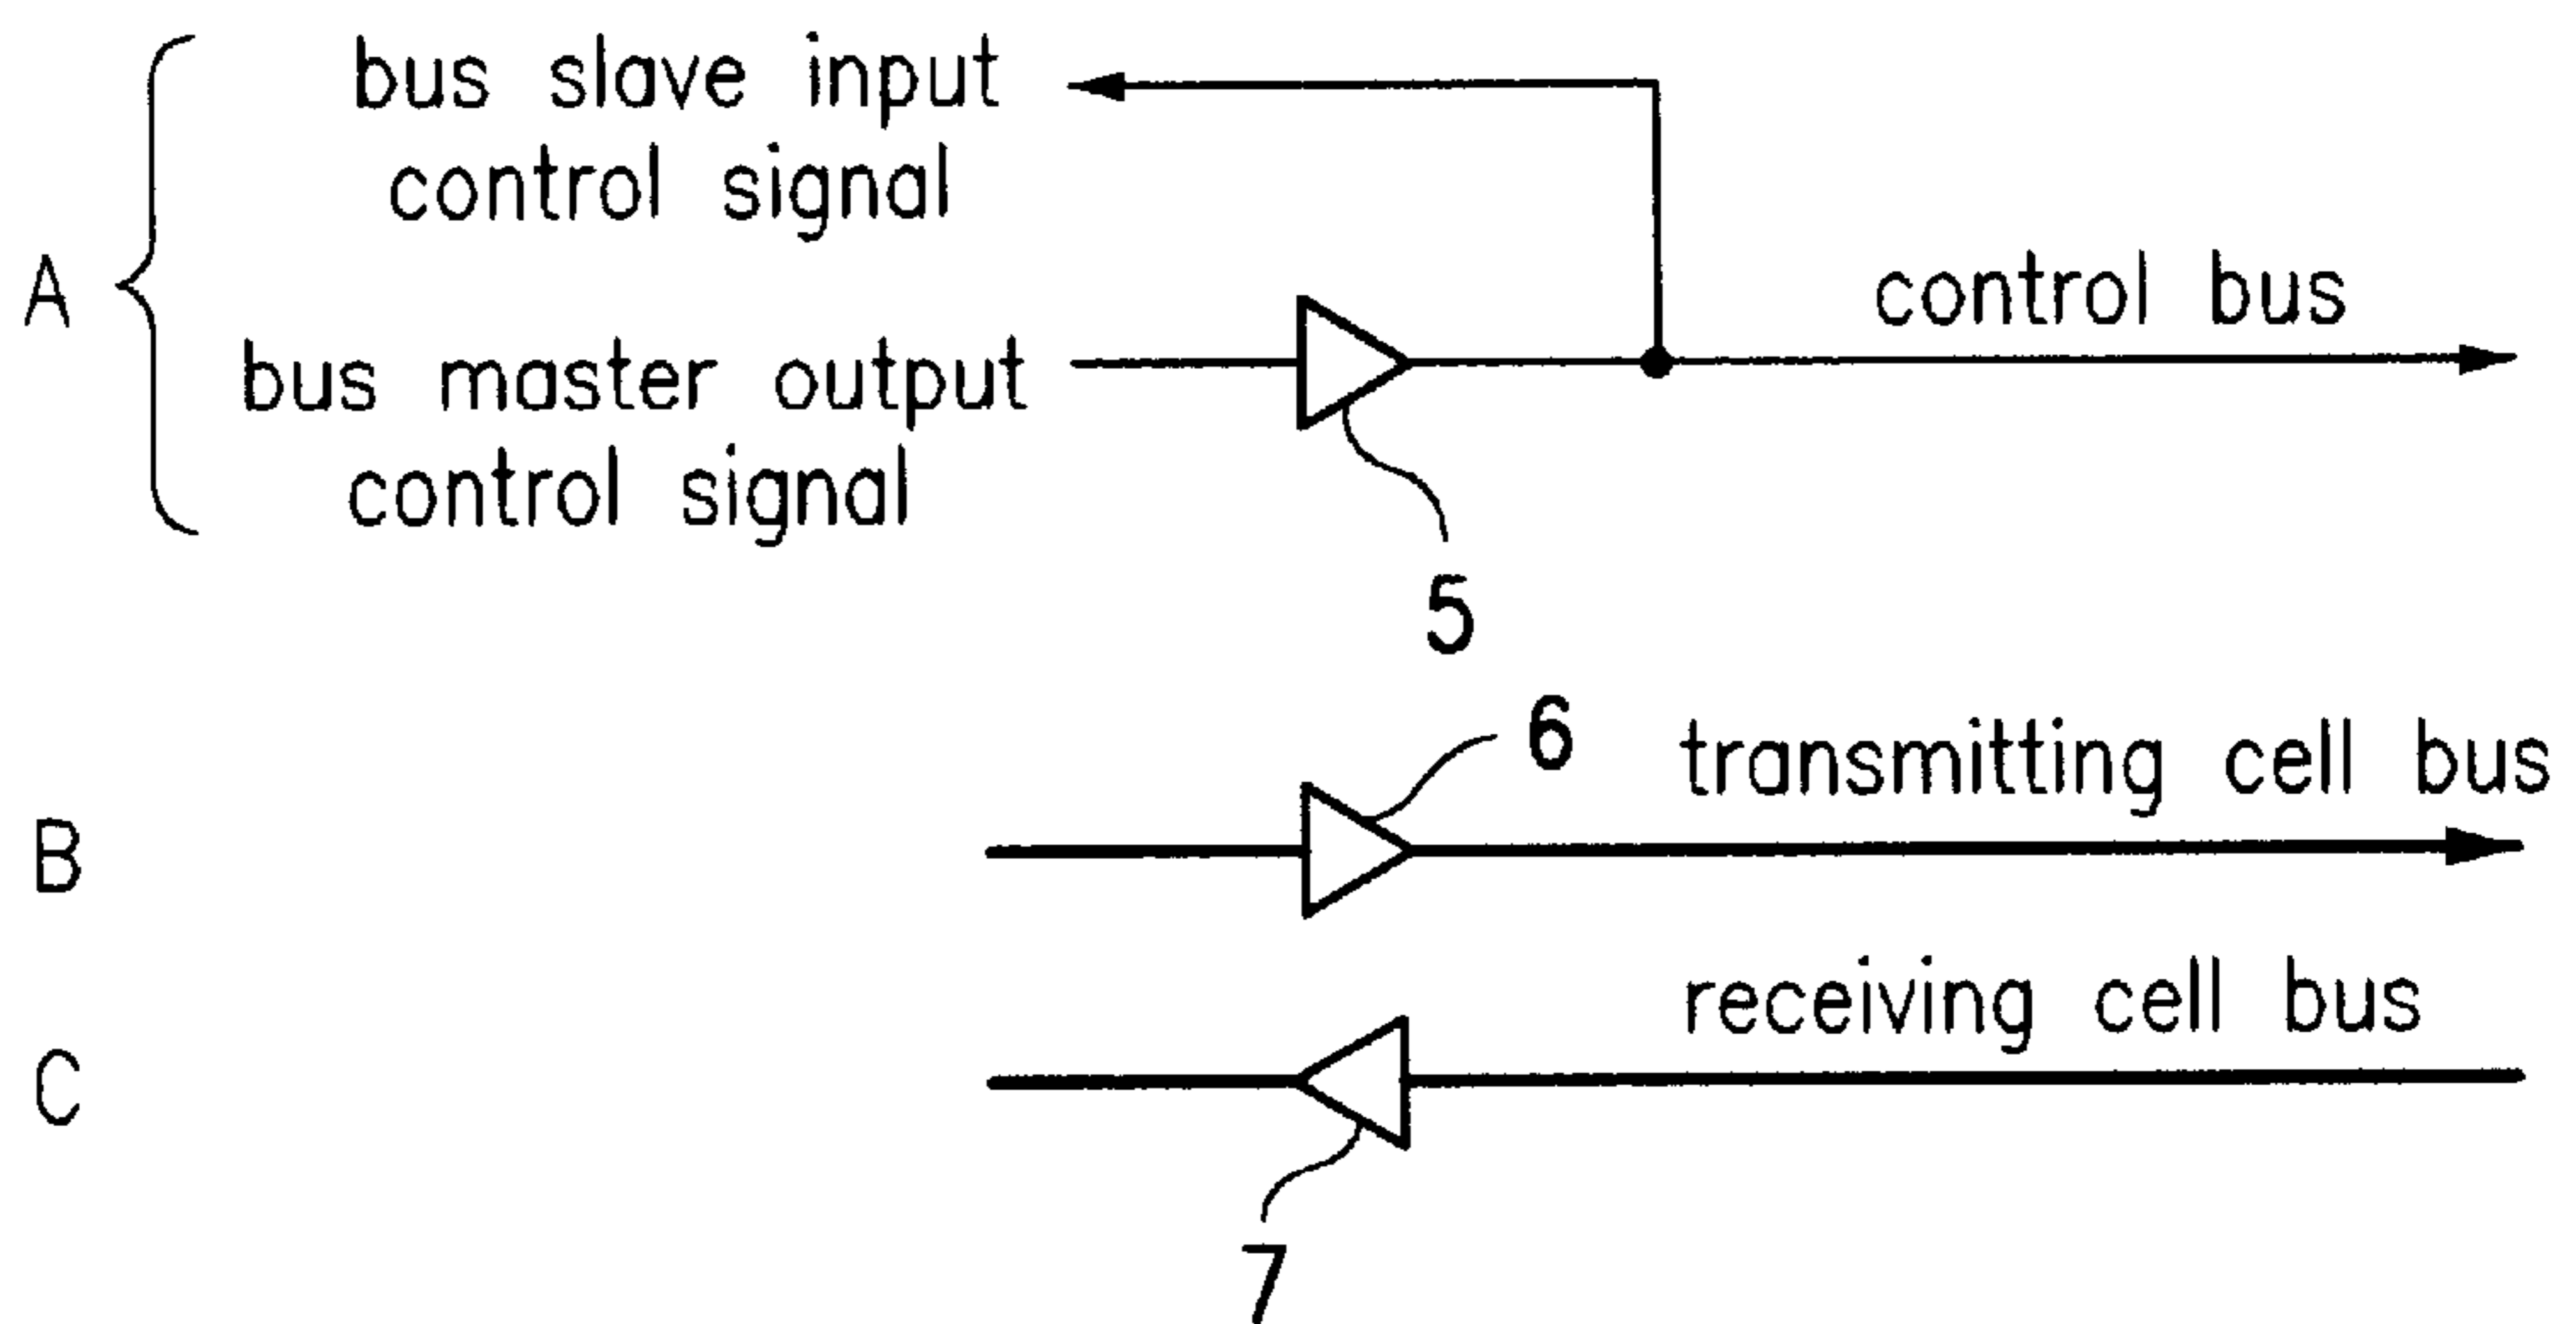 bus slave input
control signal
A
control bus
bus master output
control signal
5
6
transmitting cell bus
B
receiving cell bus
C
7